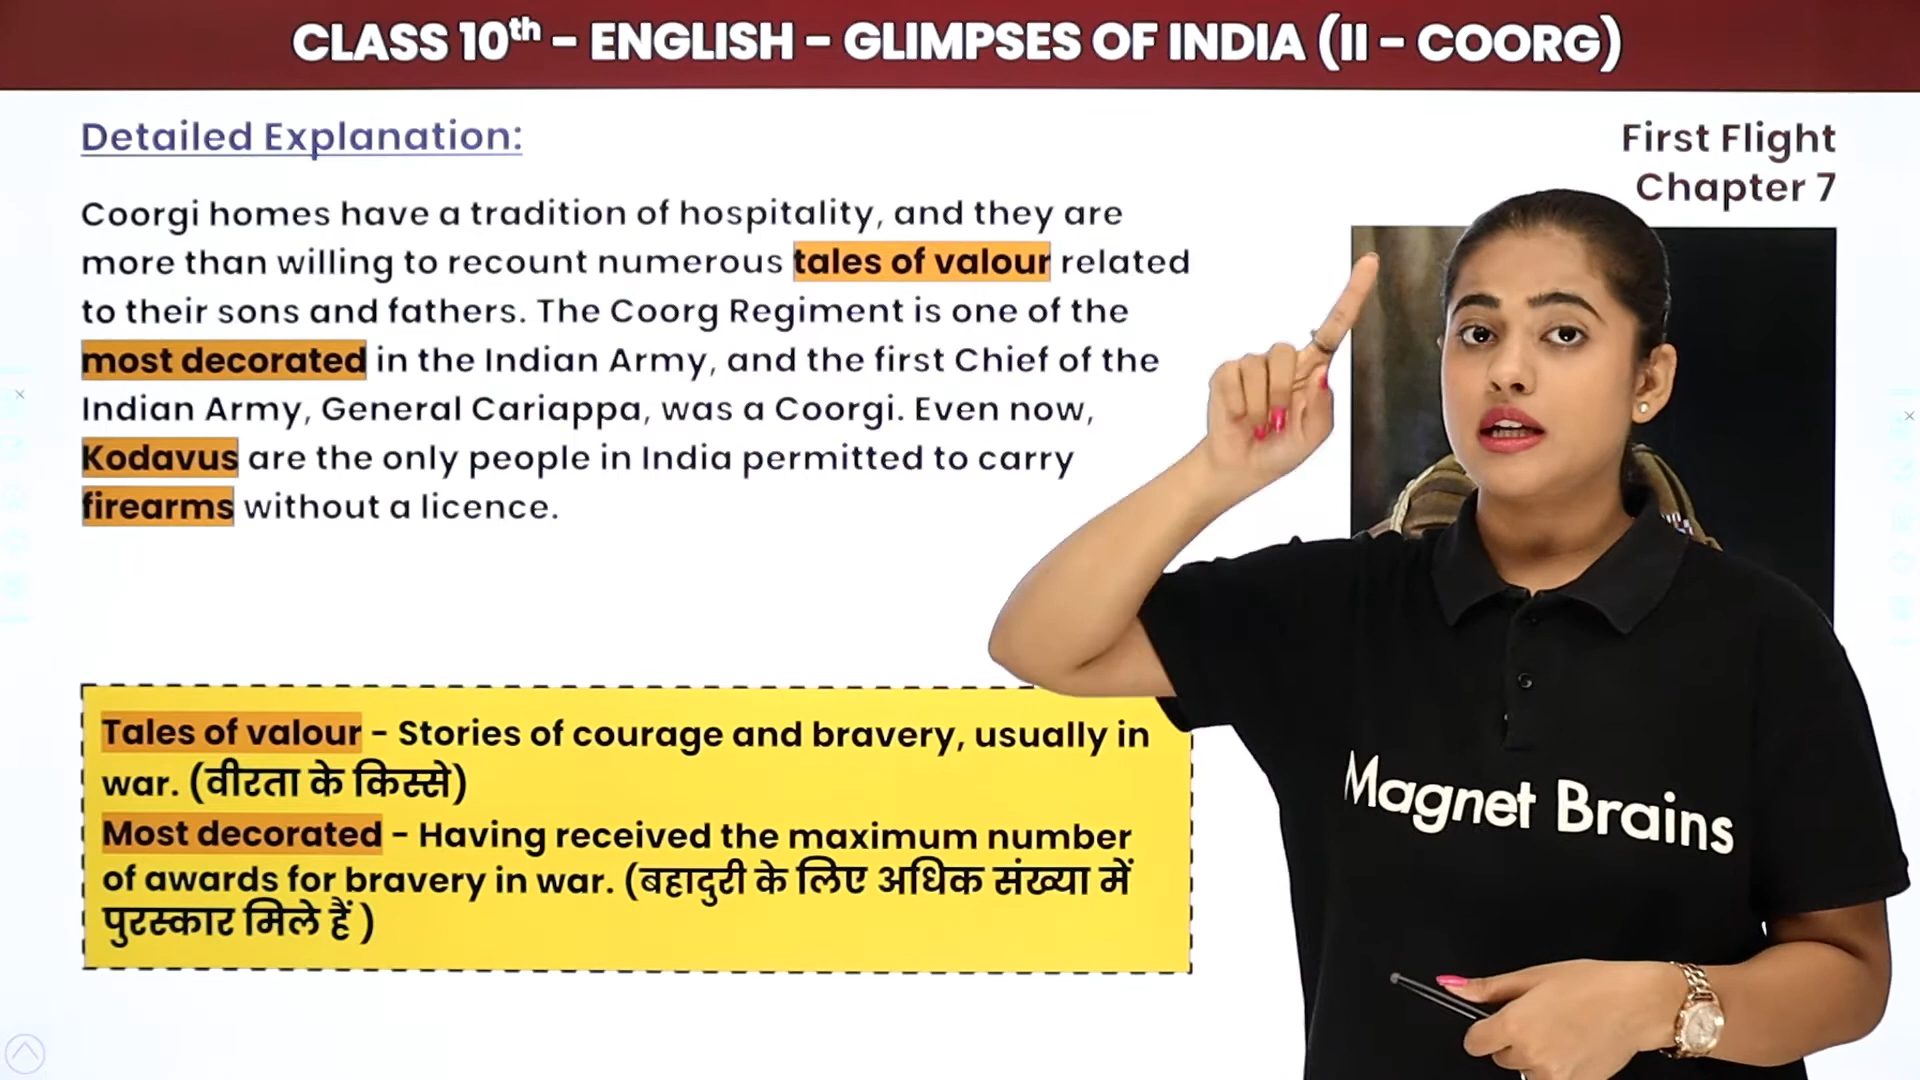 CLASS 10th – ENGLISH – GLIMPSES OF INDIA (II – COORG)
Detailed Explanation:
First Flight
Chapter 7
Coorgi homes have a tradition of hospitality, and they are
more than willing to recount numerous tales of valour related
to their sons and fathers. The Coorg Regiment is one of the
most decorated in the Indian Army, and the first Chief of the
Indian Army, General Cariappa, was a Coorgi. Even now,
Kodavus are the only people in India permitted to carry
firearms without a licence.
Tales of valour – Stories of courage and bravery, usually in
war. (वीरता के किस्से)
Most decorated – Having received the maximum number
of awards for bravery in war. (बहादुरी के लिए अधिक संख्या में
पुरस्कार मिले हैं )
Magnet Brains